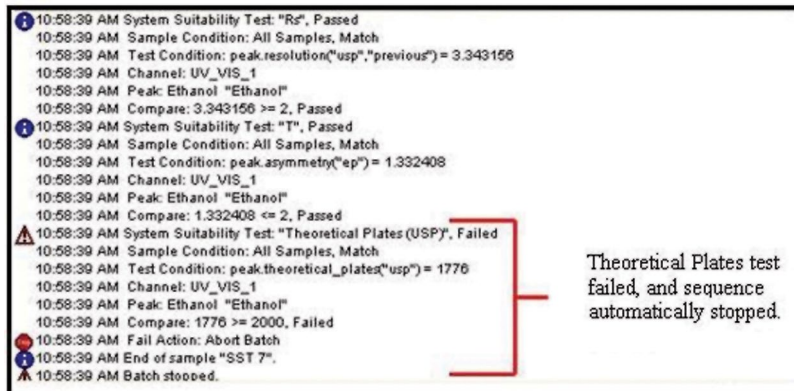 10:58:39 AM System Suitability Test: "Rs", Passed
10:58:39 AM Sample Condition: All Samples, Match
10:58:39 AM Test Condition: peak.resolution("usp","previous") = 3.343156
10:58:39 AM Channel: UV_VIS_1
10:58:39 AM Peak: Ethanol "Ethanol"
10:58:39 AM Compare: 3.343156 >= 2, Passed
10:58:39 AM System Suitability Test: "T", Passed
10:58:39 AM Sample Condition: All Samples, Match
10:58:39 AM Test Condition: peak.asymmetry("ep") = 1.332408
10:58:39 AM Channel: UV_VIS_1
10:58:39 AM Peak: Ethanol "Ethanol"
10:58:39 AM Compare: 1.332408 <= 2, Passed
10:58:39 AM System Suitability Test: "Theoretical Plates (USP)", Failed
10:58:39 AM Sample Condition: All Samples, Match
10:58:39 AM Test Condition: peak.theoretical_plates("usp") = 1776
10:58:39 AM Channel: UV_VIS_1
10:58:39 AM Peak: Ethanol "Ethanol"
10:58:39 AM Compare: 1776 >= 2000, Failed
10:58:39 AM Fail Action: Abort Batch
10:58:39 AM End of sample "SST 7".
10:58:39 AM Batch stopped.
Theoretical Plates test
failed, and sequence
automatically stopped.